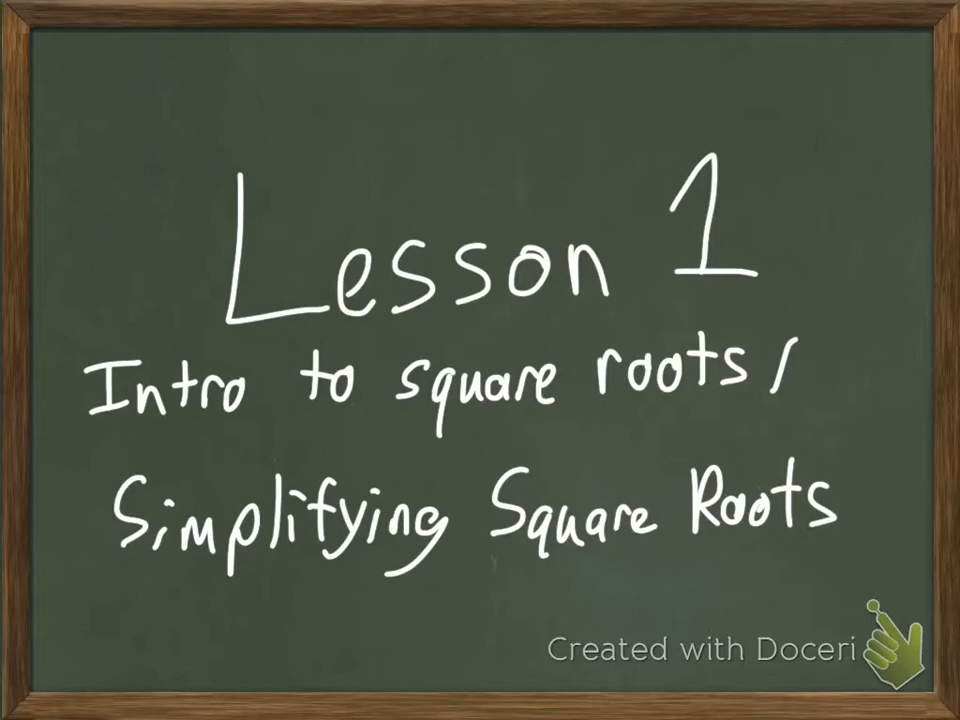 Lesson 1
Intro to square roots /
Simplifying Square Roots
Created with Doceri